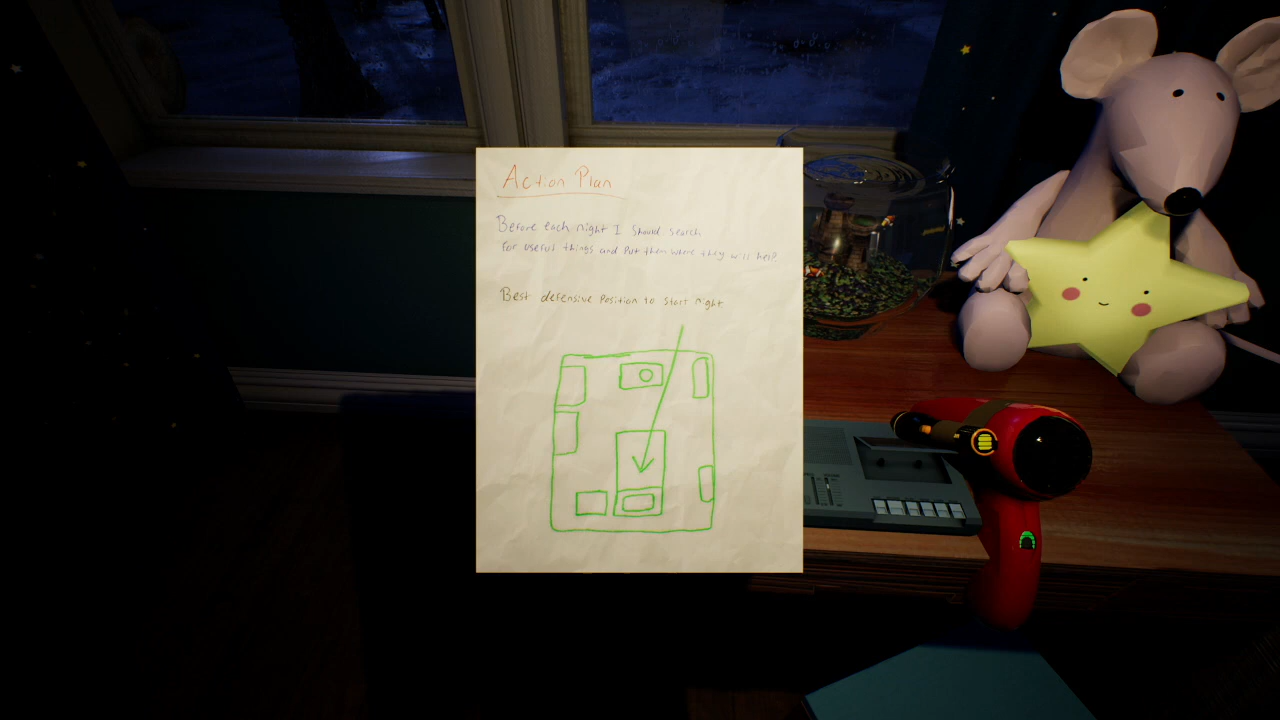 Action Plan
Before each night I should search
for useful things and put them where they will help.
Best defensive position to start night